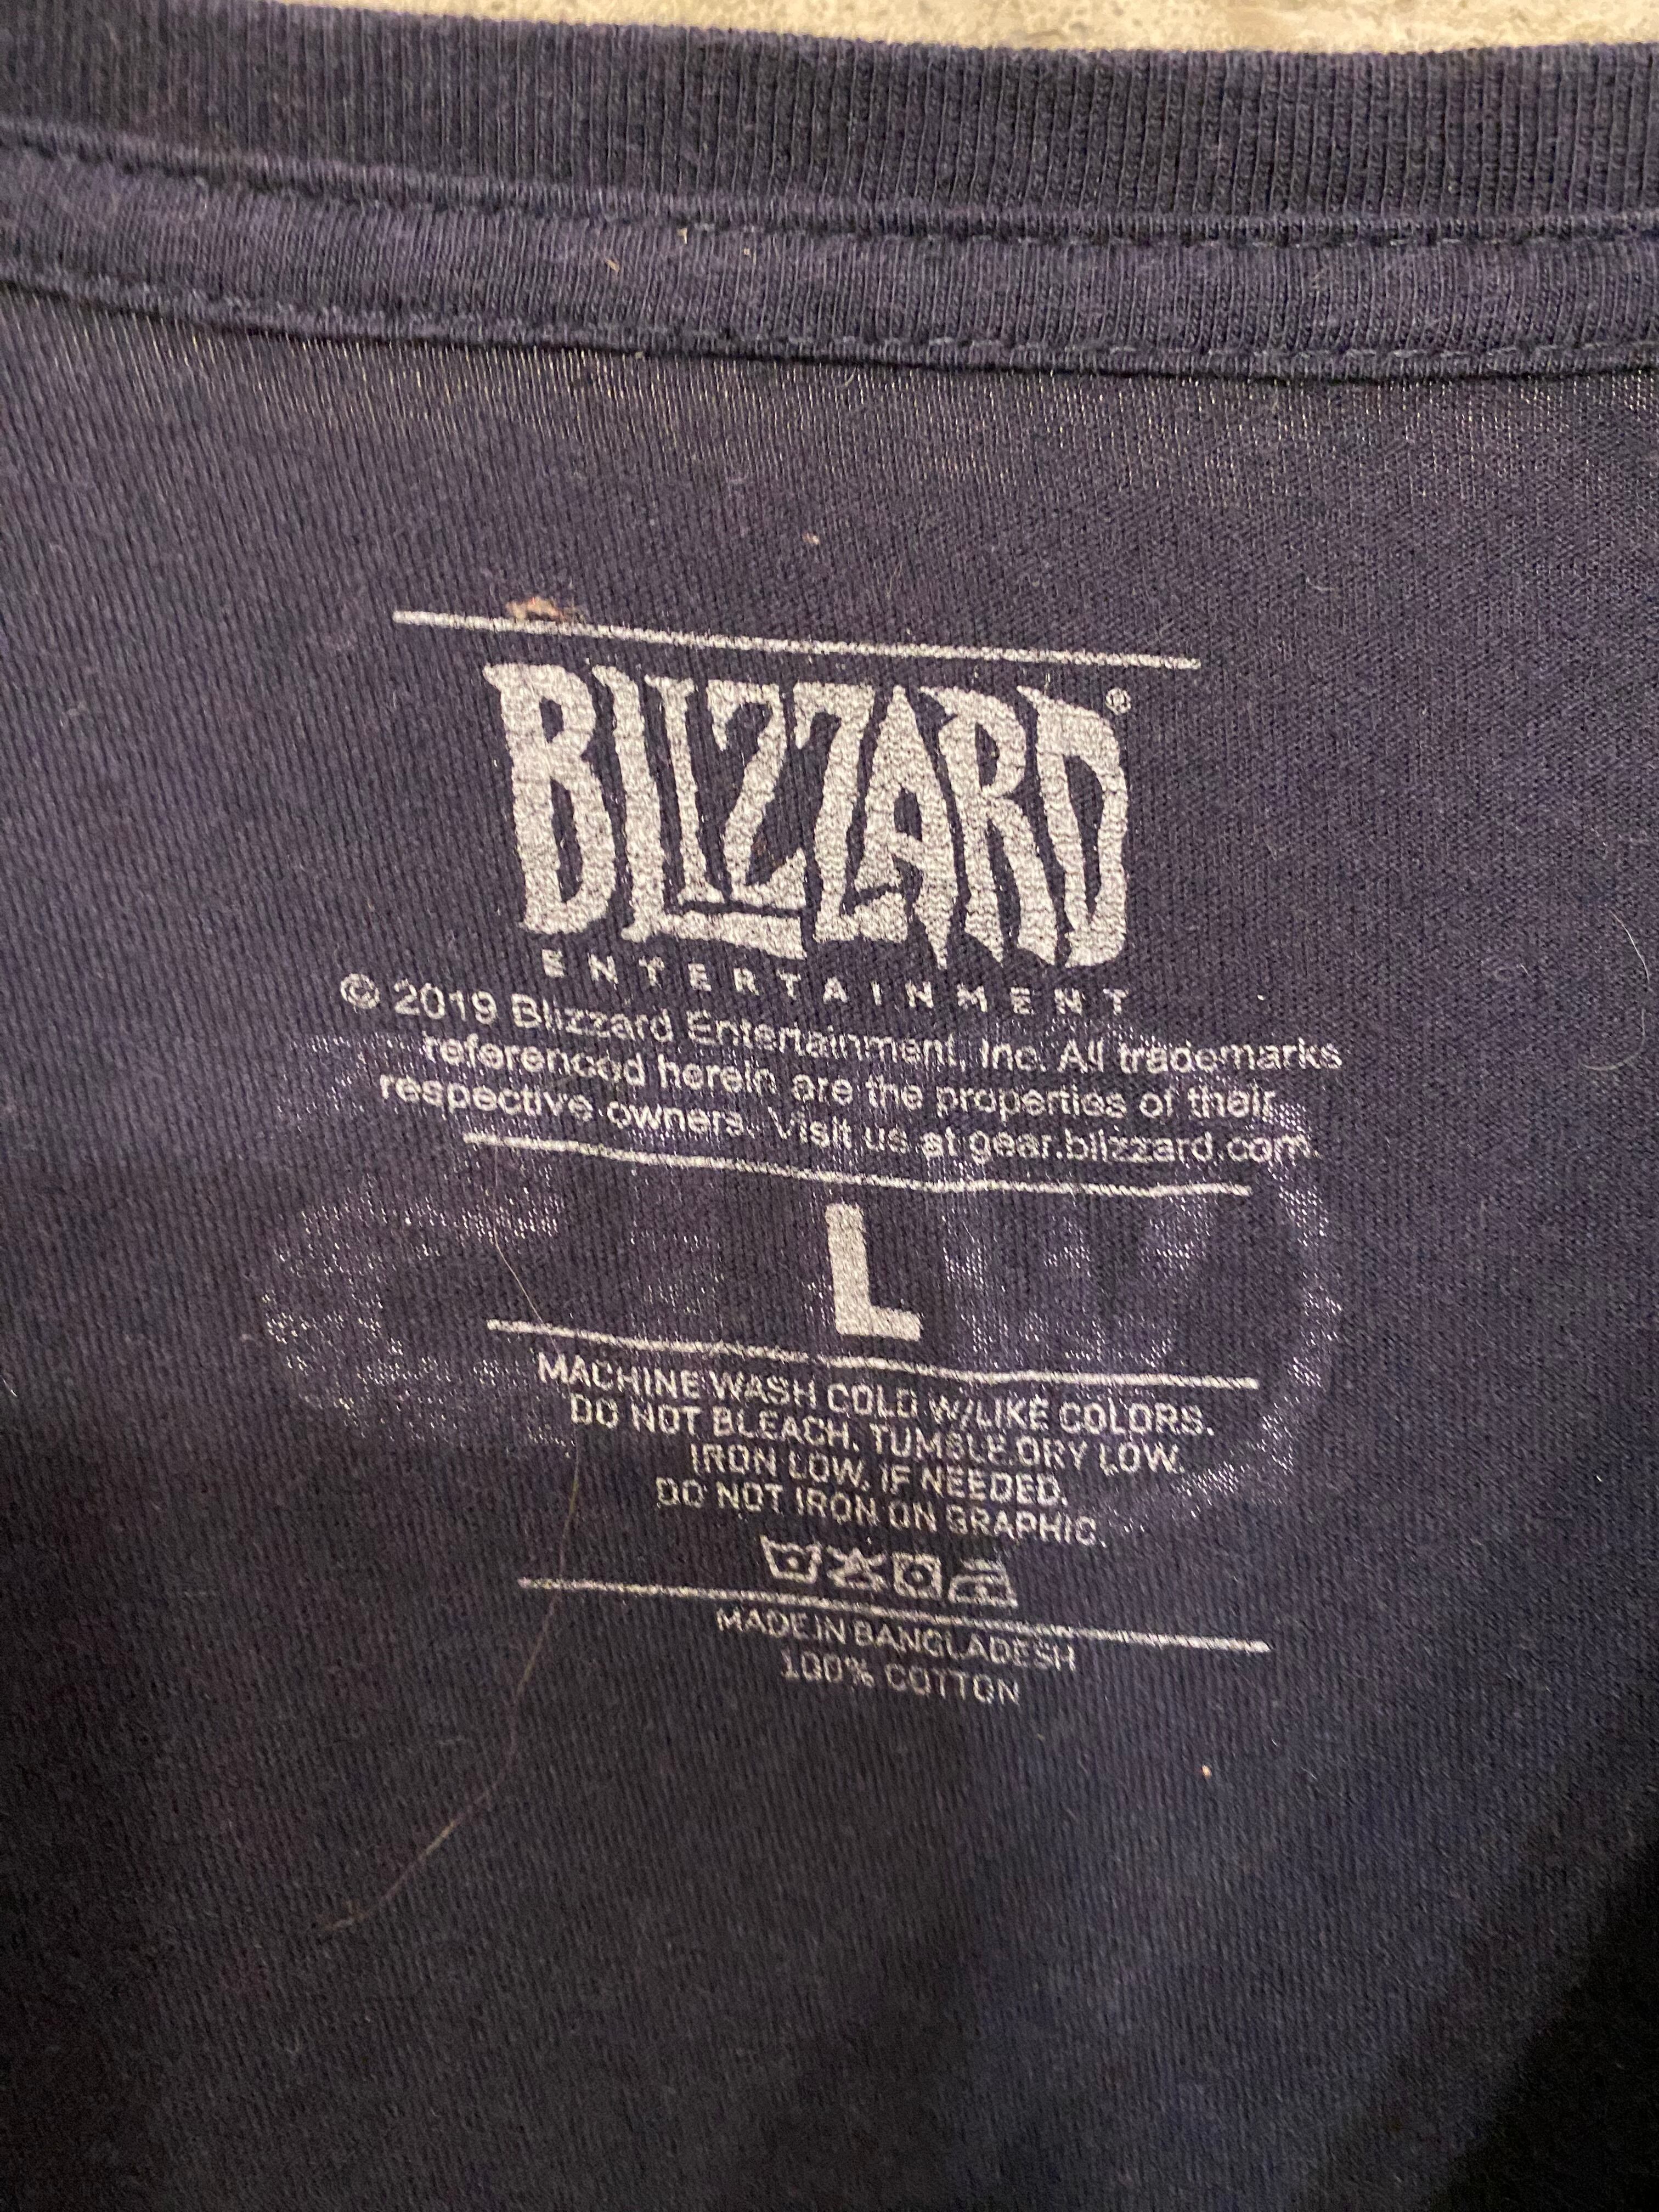 BLIZZARD®
ENTERTAINMENT
© 2019 Blizzard Entertainment, Inc. All trademarks
referenced herein are the properties of their
respective owners. Visit us at gear.blizzard.com.
L
MACHINE WASH COLD W/LIKE COLORS.
DO NOT BLEACH. TUMBLE DRY LOW.
IRON LOW, IF NEEDED.
DO NOT IRON ON GRAPHIC.
MADE IN BANGLADESH
100% COTTON